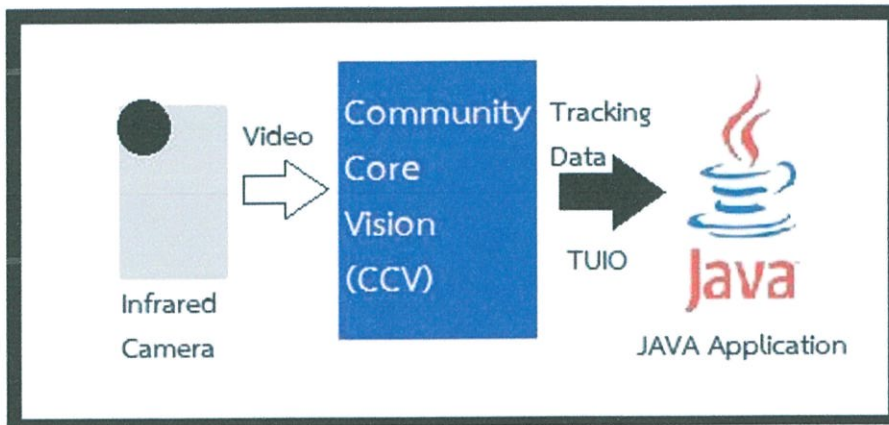 Infrared
Camera
Video
Community
Core
Vision
(CCV)
Tracking
Data
TUIO
Java
JAVA Application